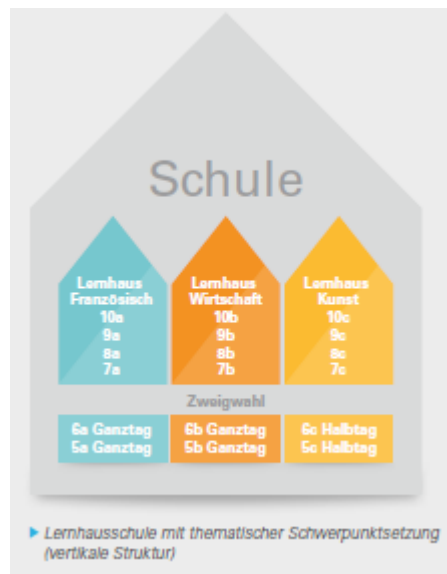 Schule
Lernhaus
Französisch
10a
9a
8a
7a
Lernhaus
Wirtschaft
10b
9b
8b
7b
Lernhaus
Kunst
10c
9c
8c
7c
Zweigwahl
6a Ganztag
5a Ganztag
6b Ganztag
5b Ganztag
6c Halbtag
5c Halbtag
Lernhausschule mit thematischer Schwerpunktsetzung
(vertikale Struktur)